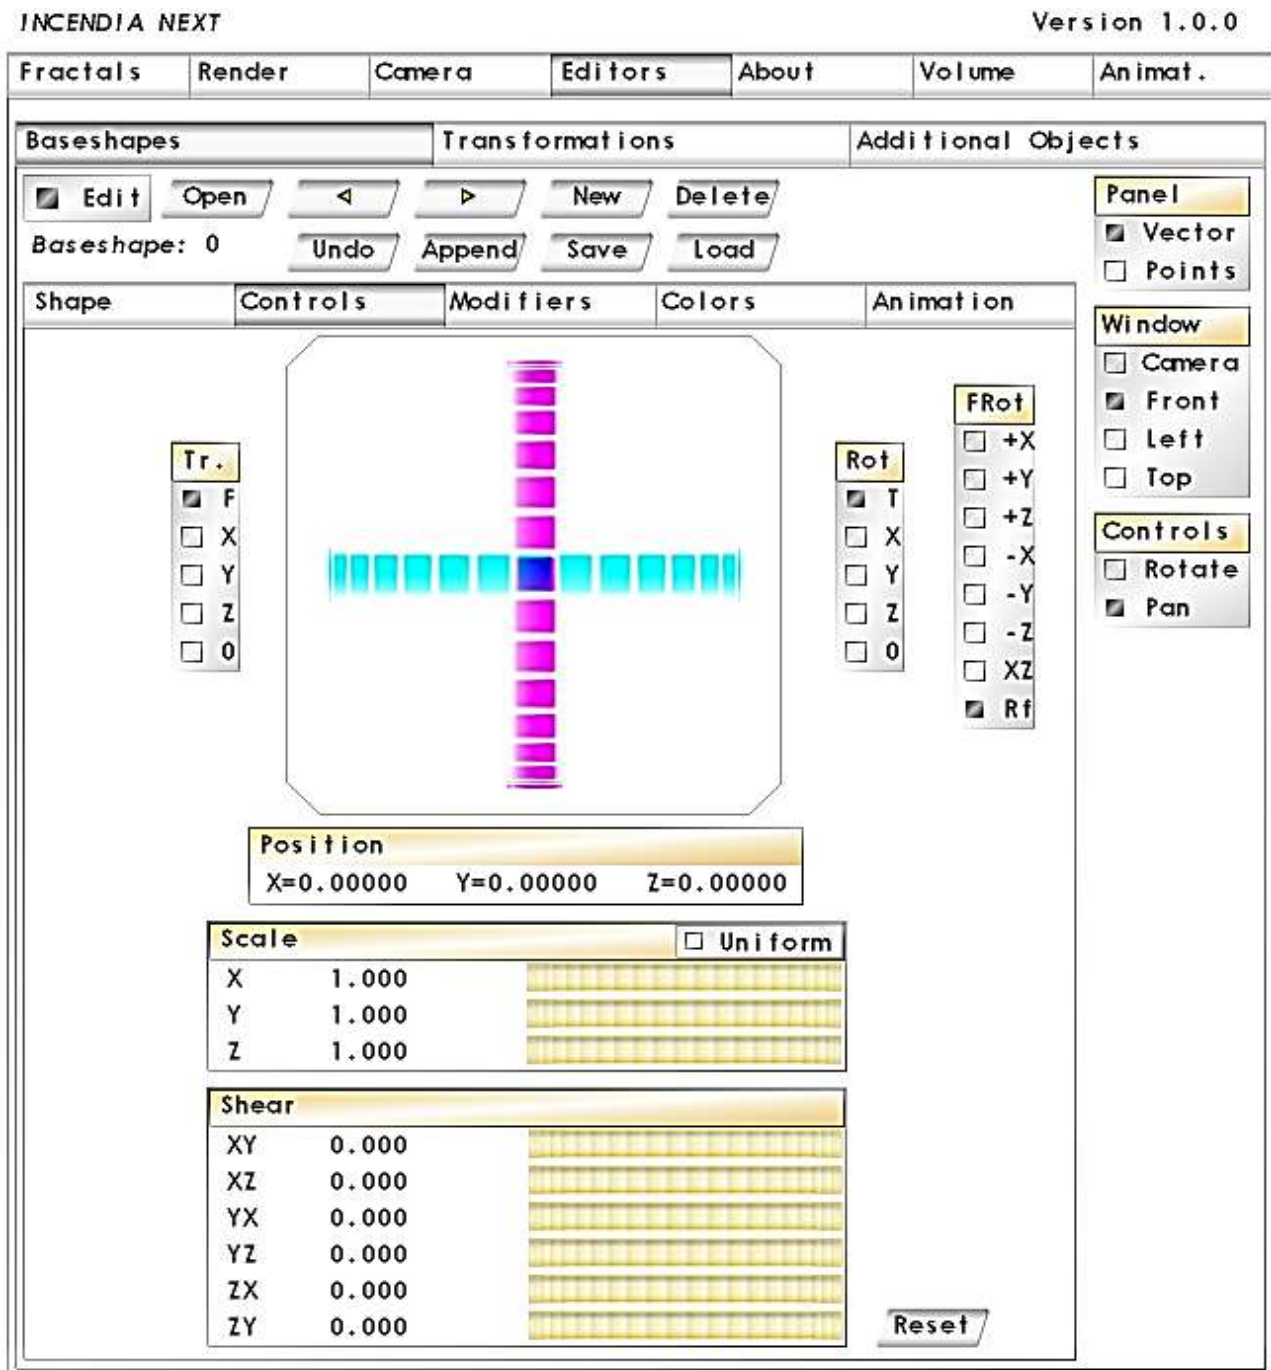 INCENDIA NEXT Version 1.0.0
Fractals Render Camera Editors About Volume Animat.
Baseshapes Transformations Additional Objects
Edit Open New Delete
Baseshape: 0 Undo Append Save Load
Shape Controls Modifiers Colors Animation
Tr.
F
X
Y
Z
0
Rot
T
X
Y
Z
0
FRot
+X
+Y
+Z
-X
-Y
-Z
XZ
Rf
Panel
Vector
Points
Window
Camera
Front
Left
Top
Controls
Rotate
Pan
Position
X=0.00000 Y=0.00000 Z=0.00000
Scale Uniform
X 1.000
Y 1.000
Z 1.000
Shear
XY 0.000
XZ 0.000
YX 0.000
YZ 0.000
ZX 0.000
ZY 0.000
Reset